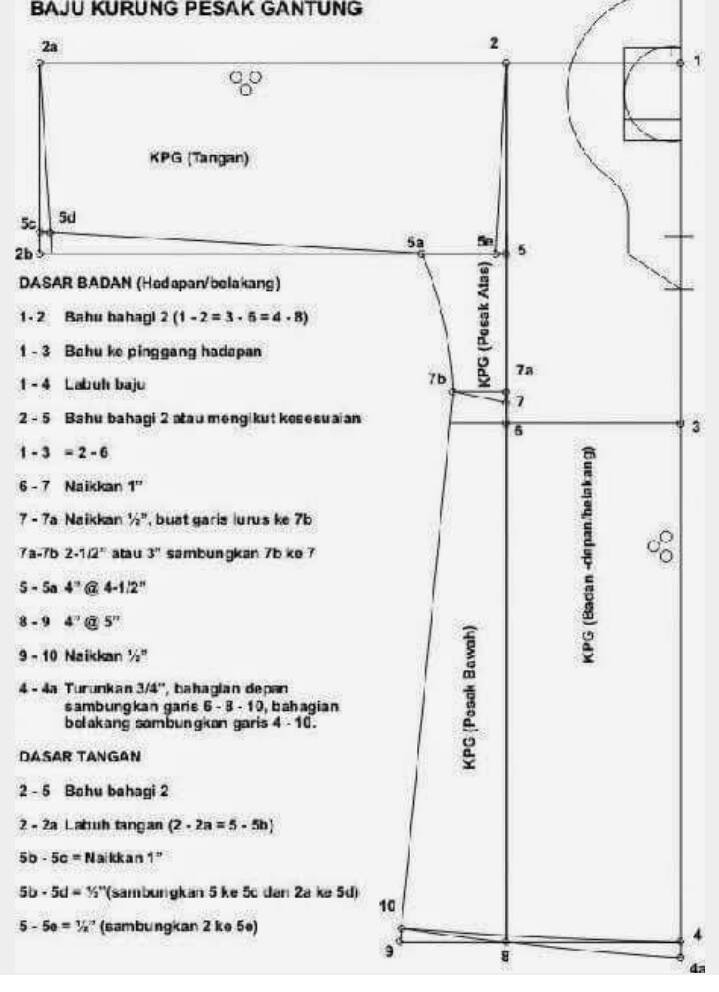 BAJU KURUNG PESAK GANTUNG
2a
2
1
KPG (Tangan)
5c
5d
2b
5a
5e
5
DASAR BADAN (Hadapan/belakang)
1-2 Bahu bahagi 2 (1 - 2 = 3 - 6 = 4 - 8)
1 - 3 Bahu ke pinggang hadapan
1 - 4 Labuh baju
2 - 5 Bahu bahagi 2 atau mengikut kesesuaian
1 - 3 = 2 - 6
6 - 7 Naikkan 1"
7 - 7a Naikkan ½", buat garis lurus ke 7b
7a-7b 2-1/2" atau 3" sambungkan 7b ke 7
5 - 5a 4" @ 4-1/2"
8 - 9 4" @ 5"
9 - 10 Naikkan ½"
4 - 4a Turunkan 3/4", bahagian depan
sambungkan garis 6 - 8 - 10, bahagian
belakang sambungkan garis 4 - 10.
DASAR TANGAN
2 - 5 Bahu bahagi 2
2 - 2a Labuh tangan (2 - 2a = 5 - 5b)
5b - 5c = Naikkan 1"
5b - 5d = ½"(sambungkan 5 ke 5c dan 2a ke 5d)
5 - 5e = ½" (sambungkan 2 ke 5e)
KPG (Pesak Atas)
7b
7a
7
6
3
KPG (Badan -depan/belakang)
KPG (Pesak Bawah)
10
9
8
4
4a